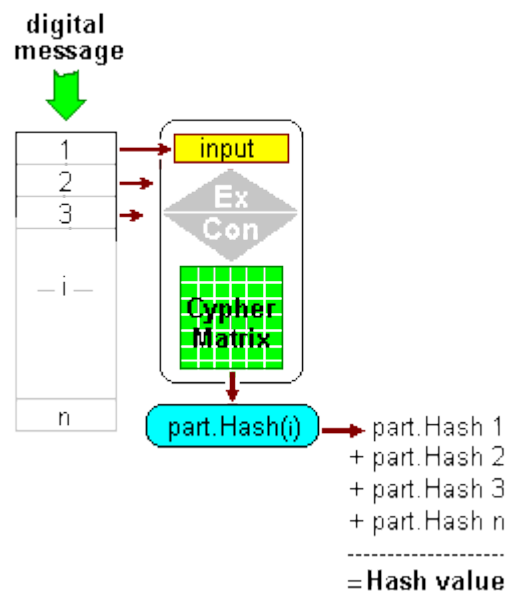 digital
message
1
2
3
i
n
input
Ex
Con
Cypher
Matrix
part.Hash(i)
part.Hash 1
+ part.Hash 2
+ part.Hash 3
+ part.Hash n
--------------------
=Hash value